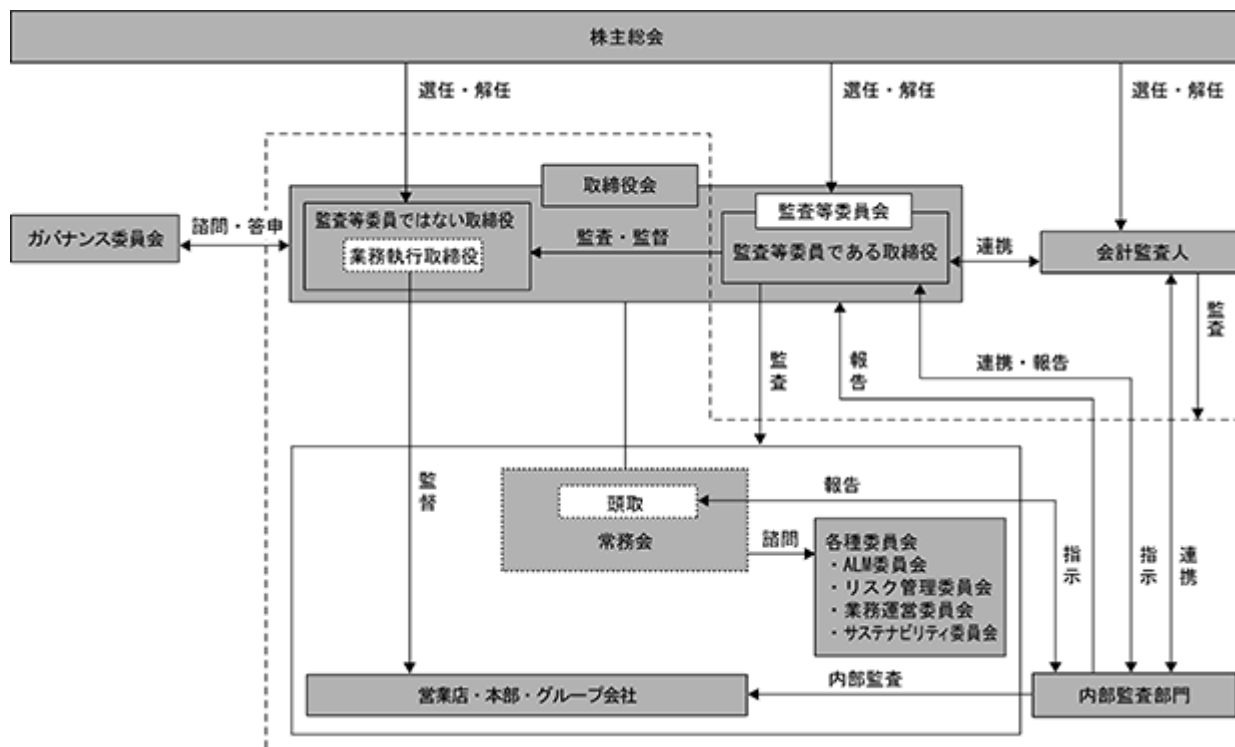 株主総会
選任・解任
選任・解任
選任・解任
取締役会
監査等委員会
監査等委員ではない取締役
業務執行取締役
監査・監督
監査等委員である取締役
連携
会計監査人
ガバナンス委員会
諮問・答申
監査
監査
報告
連携・報告
監督
頭取
常務会
報告
諮問
各種委員会
・ALM委員会
・リスク管理委員会
・業務運営委員会
・サステナビリティ委員会
指示
指示
連携
営業店・本部・グループ会社
内部監査
内部監査部門